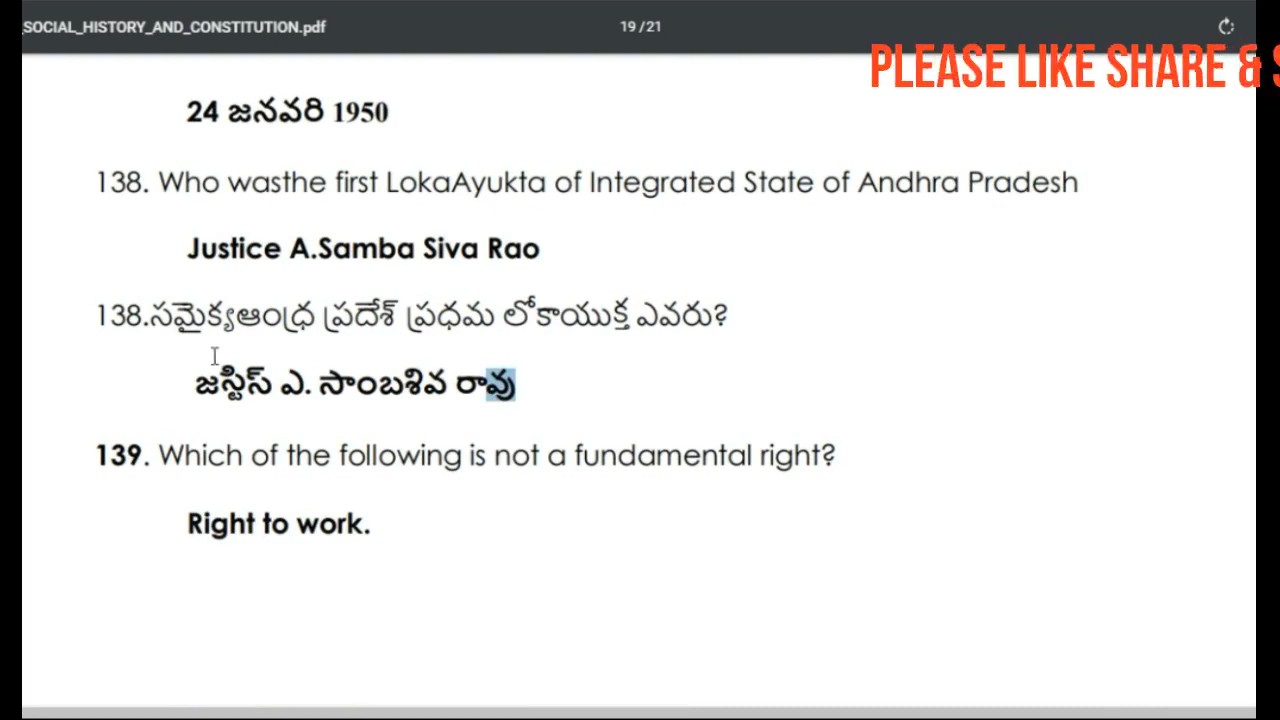 _SOCIAL_HISTORY_AND_CONSTITUTION.pdf 19 / 21
PLEASE LIKE SHARE &
24 జనవరి 1950
138. Who wasthe first LokaAyukta of Integrated State of Andhra Pradesh
Justice A.Samba Siva Rao
138.సమైక్యఆంధ్ర ప్రదేశ్ ప్రధమ లోకాయుక్త ఎవరు?
జస్టిస్ ఎ. సాంబశివ రావు
139. Which of the following is not a fundamental right?
Right to work.